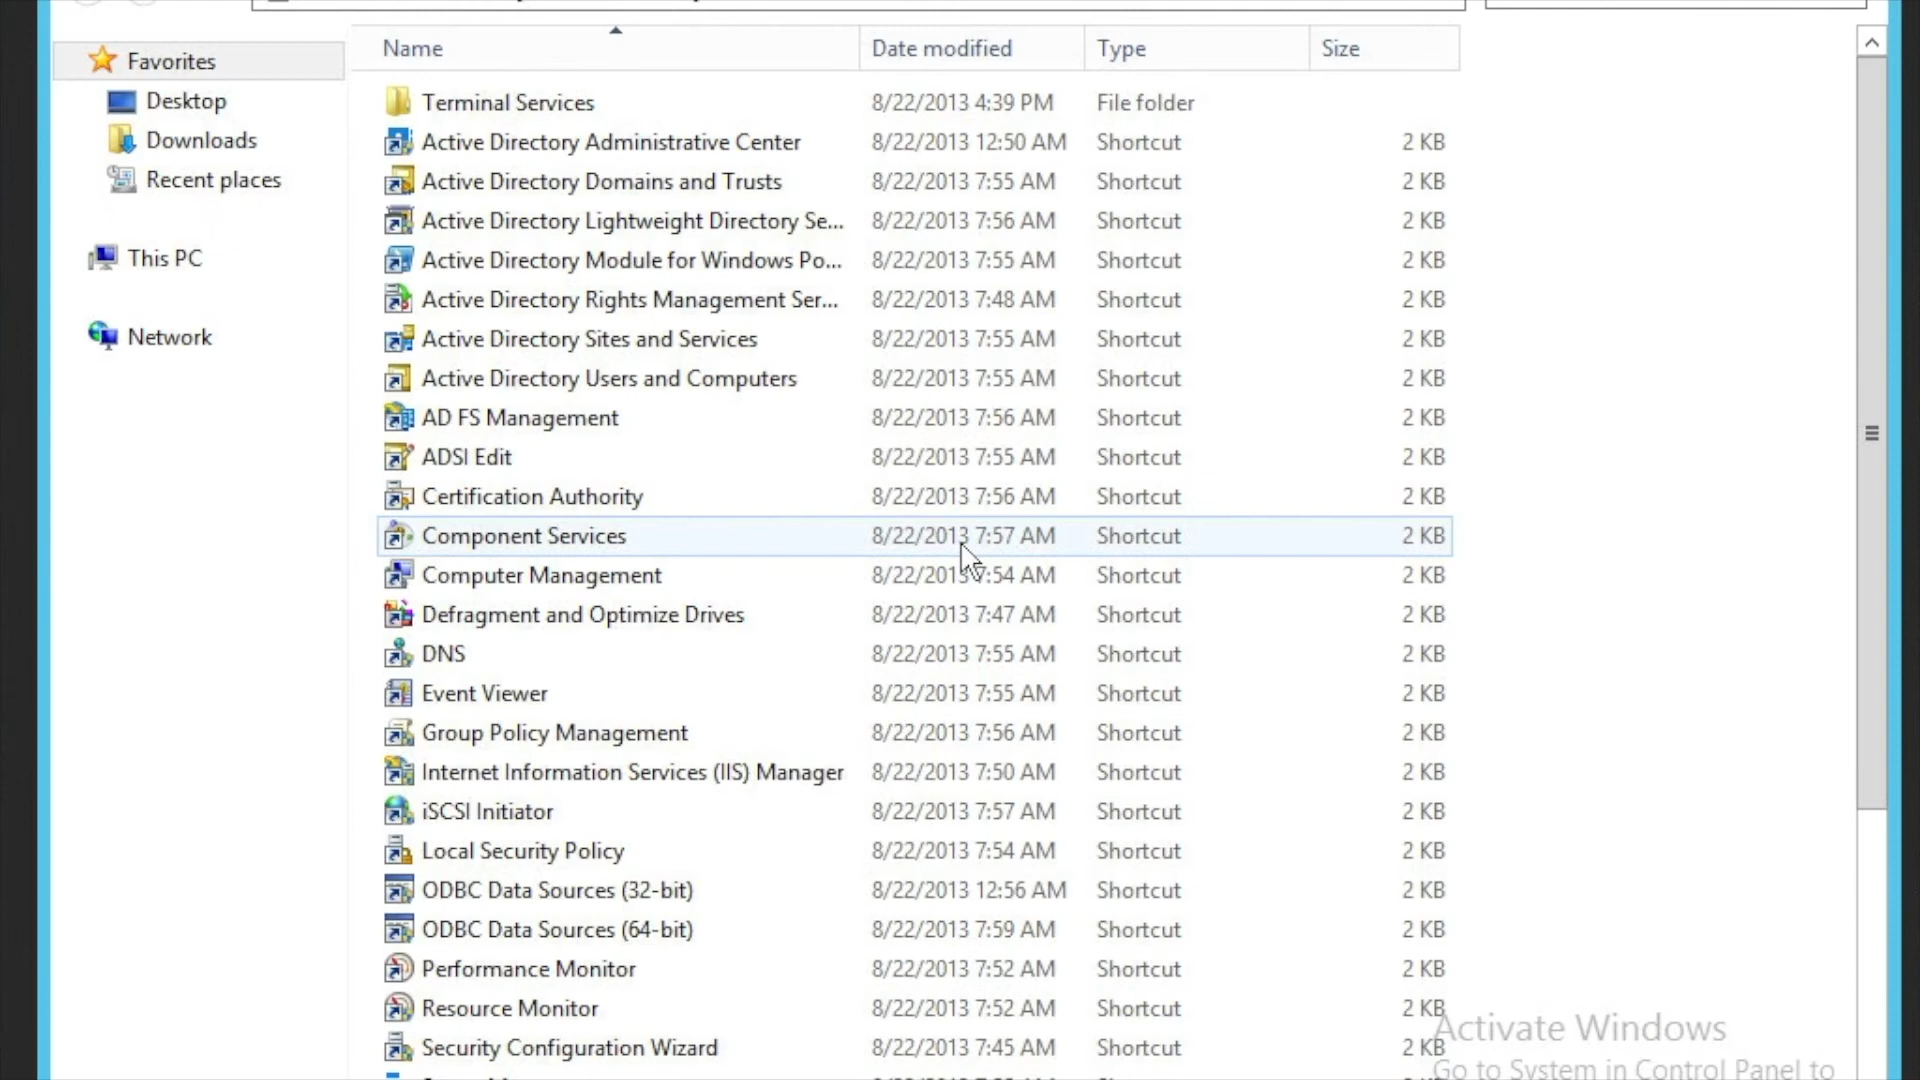 Name Date modified Type Size
Favorites
Desktop
Downloads
Recent places
This PC
Network
Terminal Services 8/22/2013 4:39 PM File folder
Active Directory Administrative Center 8/22/2013 12:50 AM Shortcut 2 KB
Active Directory Domains and Trusts 8/22/2013 7:55 AM Shortcut 2 KB
Active Directory Lightweight Directory Se... 8/22/2013 7:56 AM Shortcut 2 KB
Active Directory Module for Windows Po... 8/22/2013 7:55 AM Shortcut 2 KB
Active Directory Rights Management Ser... 8/22/2013 7:48 AM Shortcut 2 KB
Active Directory Sites and Services 8/22/2013 7:55 AM Shortcut 2 KB
Active Directory Users and Computers 8/22/2013 7:55 AM Shortcut 2 KB
AD FS Management 8/22/2013 7:56 AM Shortcut 2 KB
ADSI Edit 8/22/2013 7:55 AM Shortcut 2 KB
Certification Authority 8/22/2013 7:56 AM Shortcut 2 KB
Component Services 8/22/2013 7:57 AM Shortcut 2 KB
Computer Management 8/22/2013 7:54 AM Shortcut 2 KB
Defragment and Optimize Drives 8/22/2013 7:47 AM Shortcut 2 KB
DNS 8/22/2013 7:55 AM Shortcut 2 KB
Event Viewer 8/22/2013 7:55 AM Shortcut 2 KB
Group Policy Management 8/22/2013 7:56 AM Shortcut 2 KB
Internet Information Services (IIS) Manager 8/22/2013 7:50 AM Shortcut 2 KB
iSCSI Initiator 8/22/2013 7:57 AM Shortcut 2 KB
Local Security Policy 8/22/2013 7:54 AM Shortcut 2 KB
ODBC Data Sources (32-bit) 8/22/2013 12:56 AM Shortcut 2 KB
ODBC Data Sources (64-bit) 8/22/2013 7:59 AM Shortcut 2 KB
Performance Monitor 8/22/2013 7:52 AM Shortcut 2 KB
Resource Monitor 8/22/2013 7:52 AM Shortcut 2 KB
Security Configuration Wizard 8/22/2013 7:45 AM Shortcut 2 KB
Activate Windows
Go to System in Control Panel to